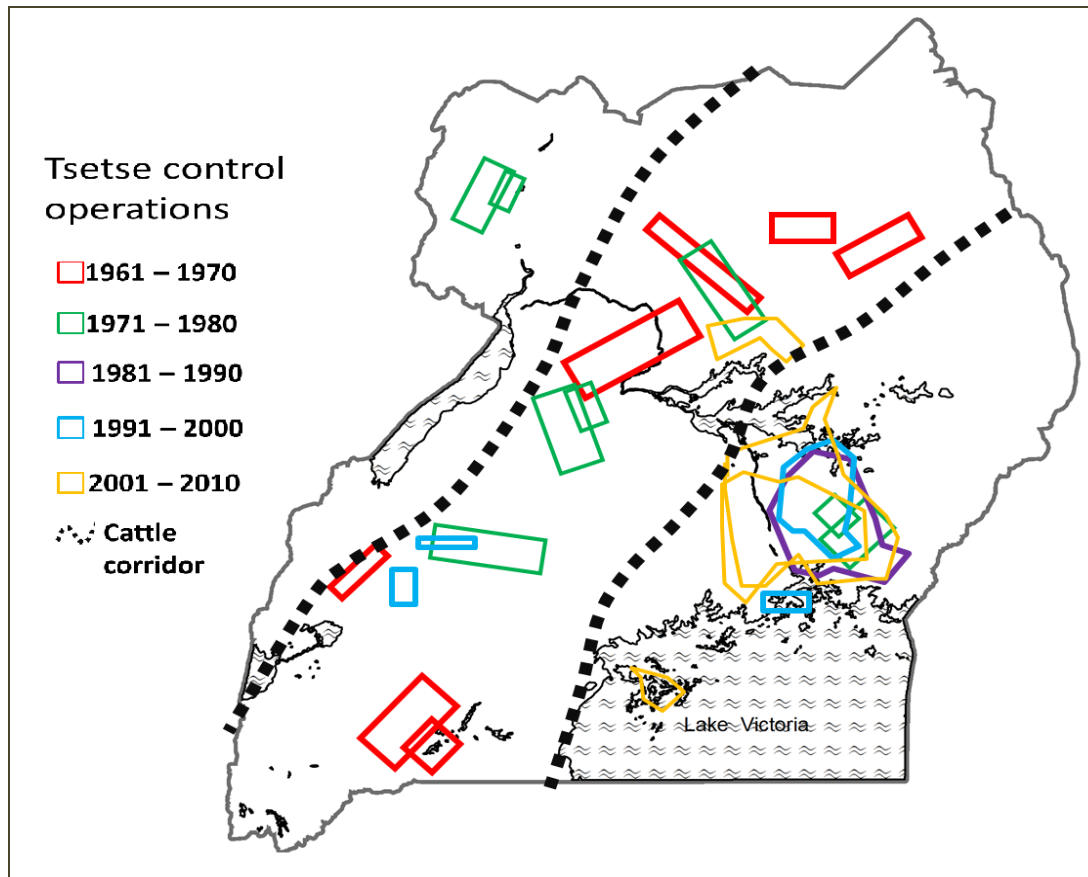 Tsetse control
operations
1961 – 1970
1971 – 1980
1981 – 1990
1991 – 2000
2001 – 2010
Cattle
corridor
Lake Victoria